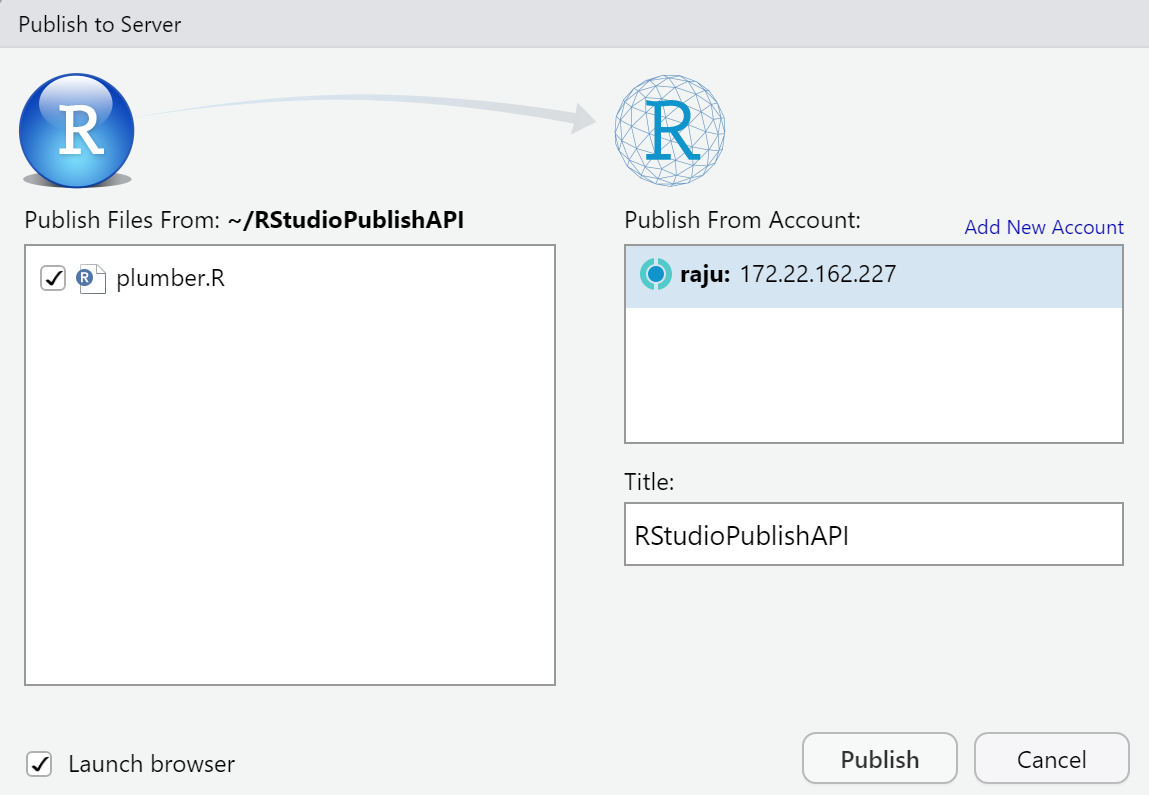 Publish to Server
R
R
Publish Files From: ~/RStudioPublishAPI
R plumber.R
Publish From Account:
Add New Account
raju: 172.22.162.227
Title:
RStudioPublishAPI
Launch browser
Publish
Cancel